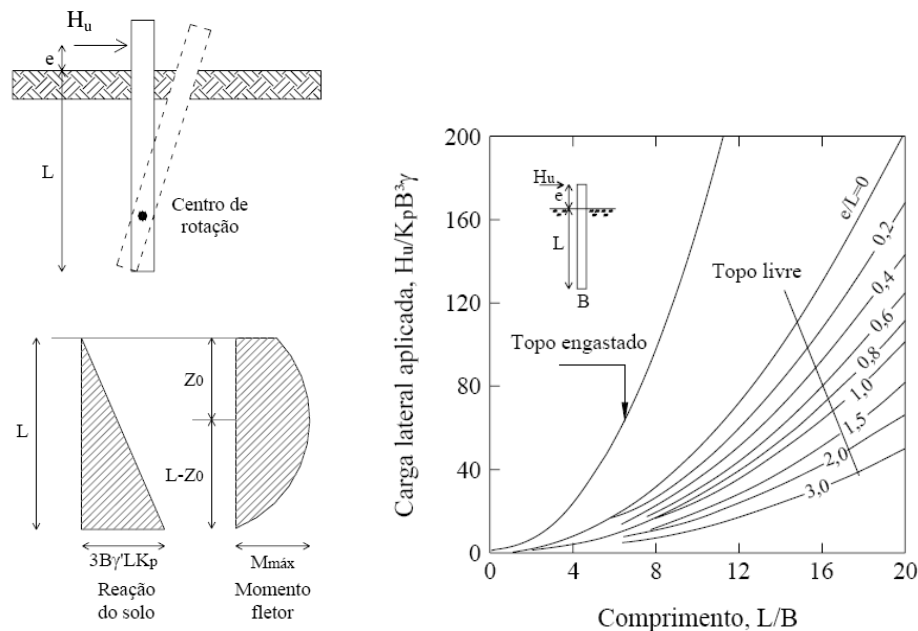 Hu
e
L
Centro de
rotação
L
Z0
L-Z0
3Bγ'LKp
Reação
do solo
Mmáx
Momento
fletor
Carga lateral aplicada, Hu/KpB³γ
200
160
120
80
40
0
Hu
e
L
B
Topo engastado
Topo livre
e/L=0
0,2
0,4
0,6
0,8
1,0
1,5
2,0
3,0
0 4 8 12 16 20
Comprimento, L/B